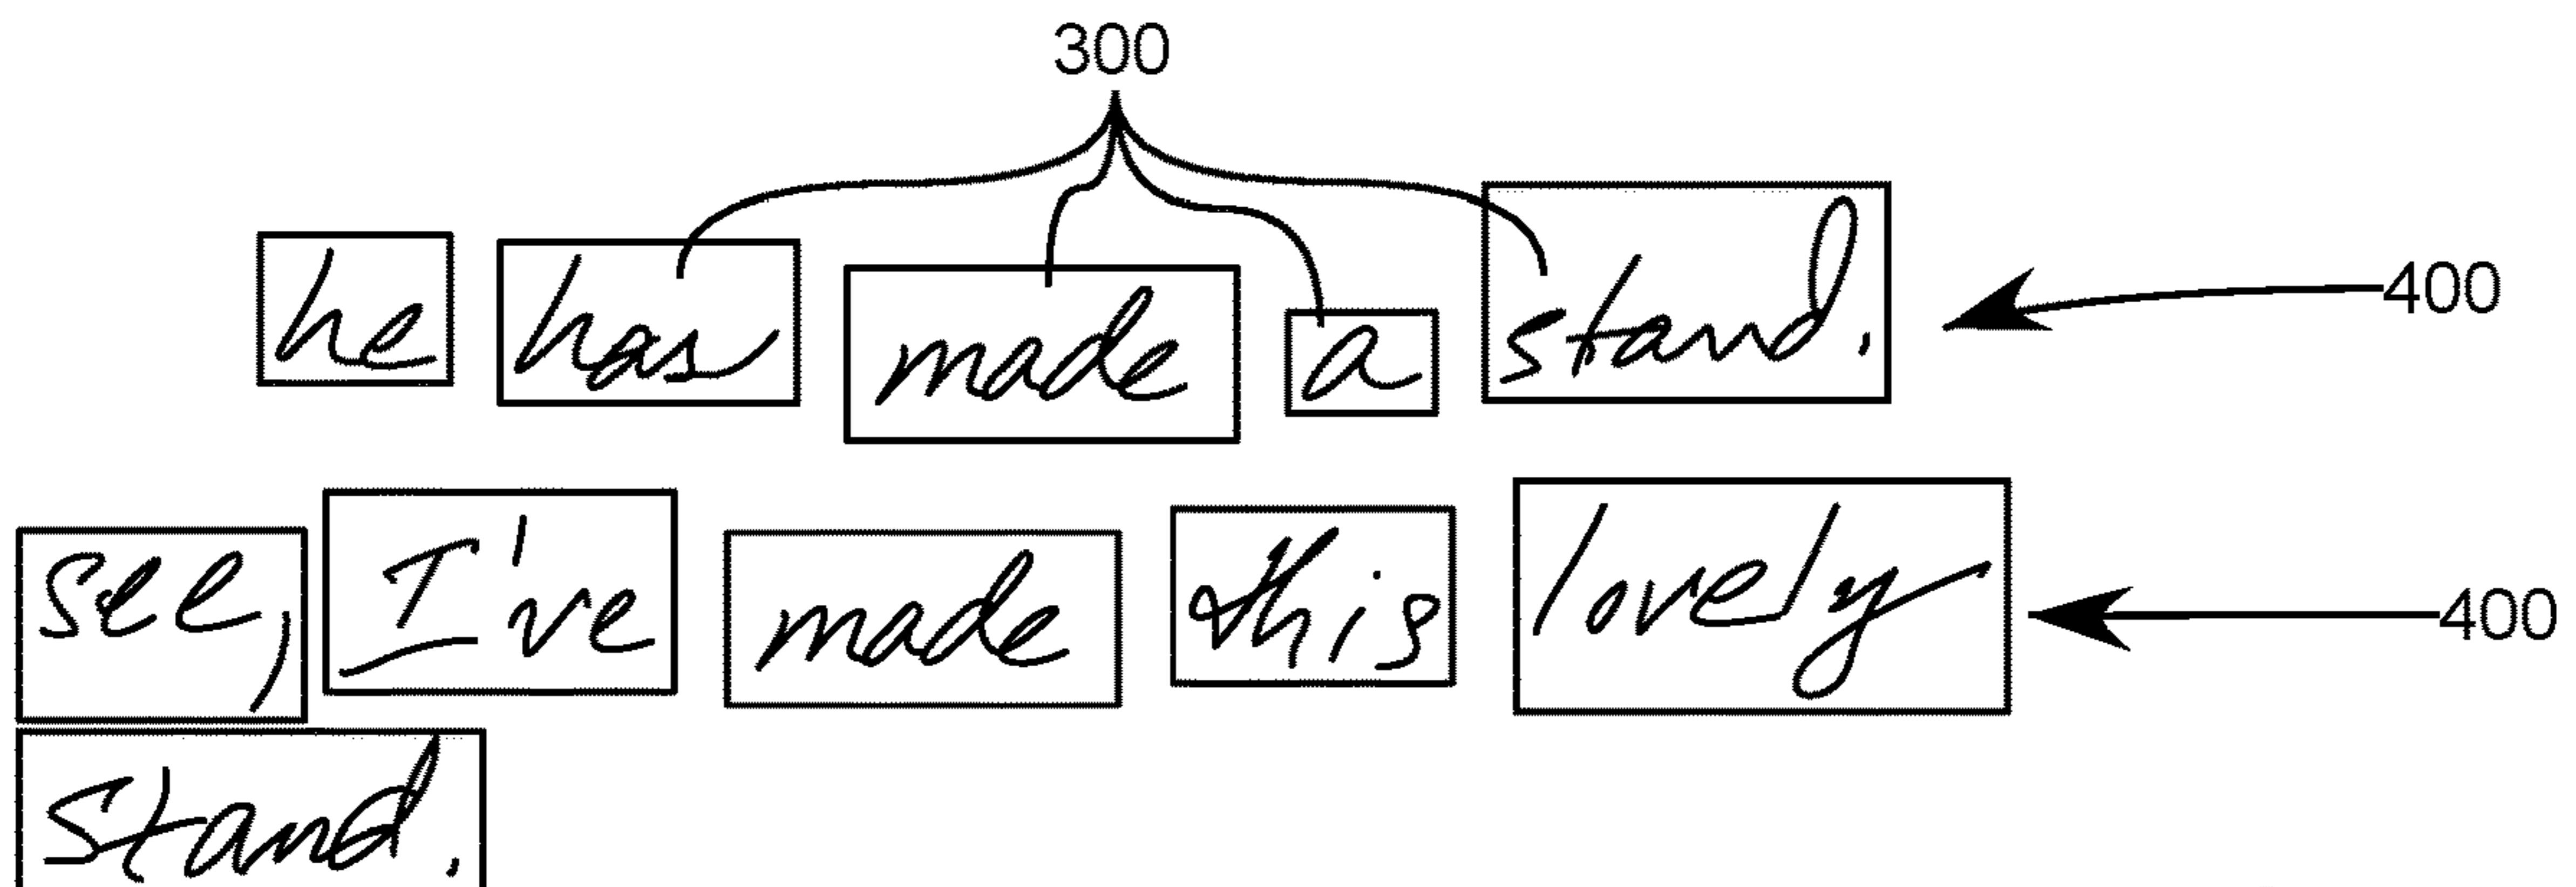 300
he has made a stand. 400
see, I've made this lovely 400
stand.